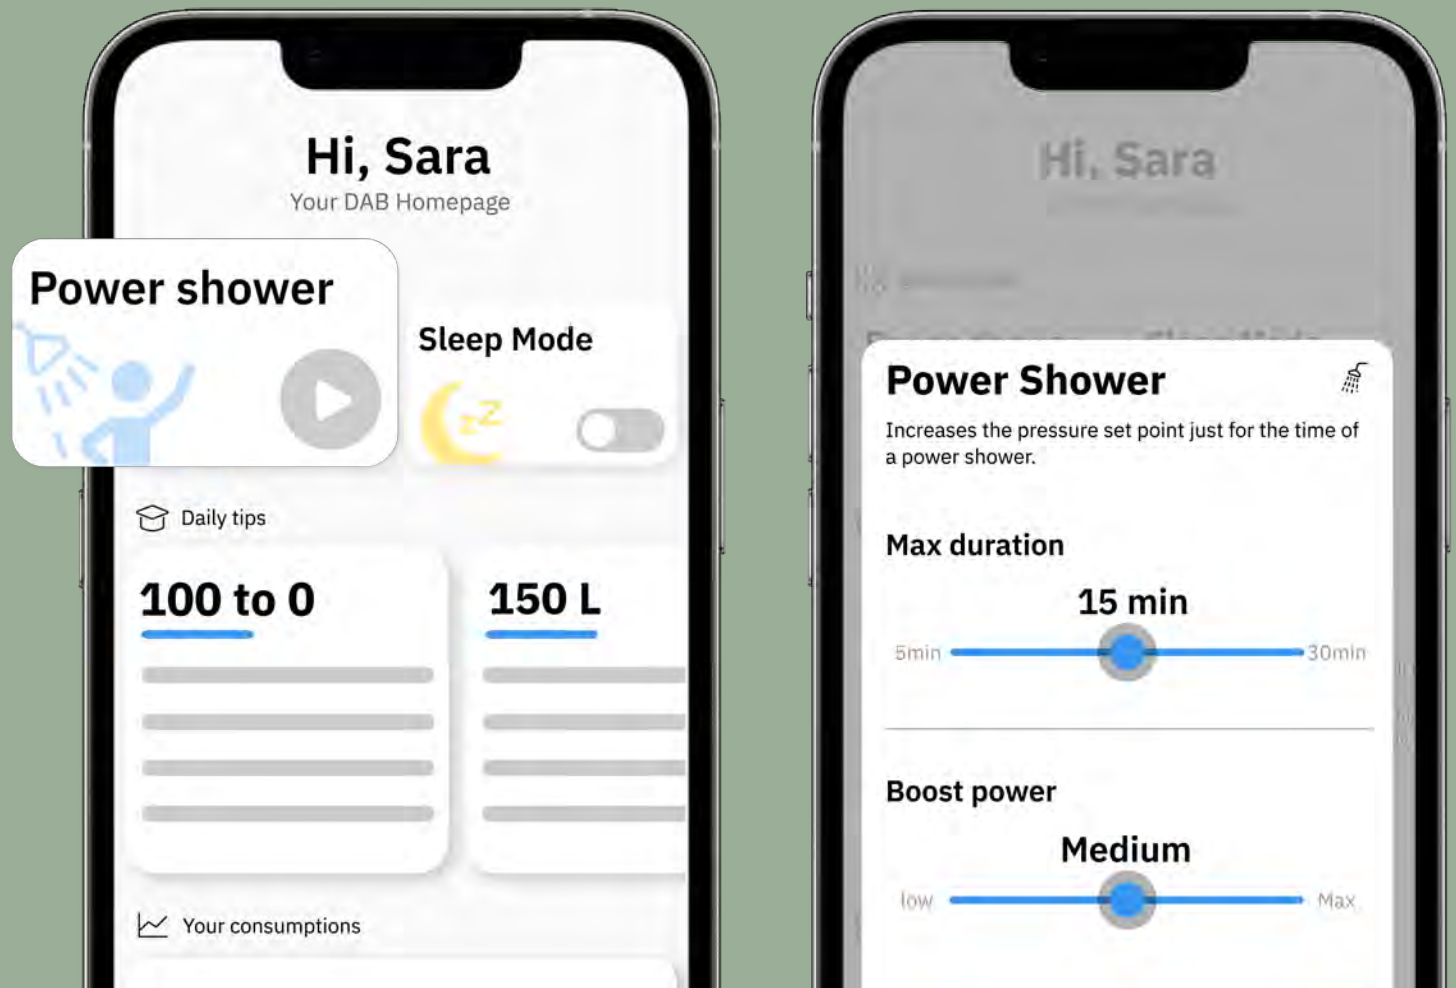 Hi, Sara
Your DAB Homepage
Power shower
Sleep Mode
zZ
Daily tips
100 to 0
150 L
Your consumptions
Hi, Sara
Power Shower
Increases the pressure set point just for the time of
a power shower.
Max duration
15 min
5min
30min
Boost power
Medium
low
Max